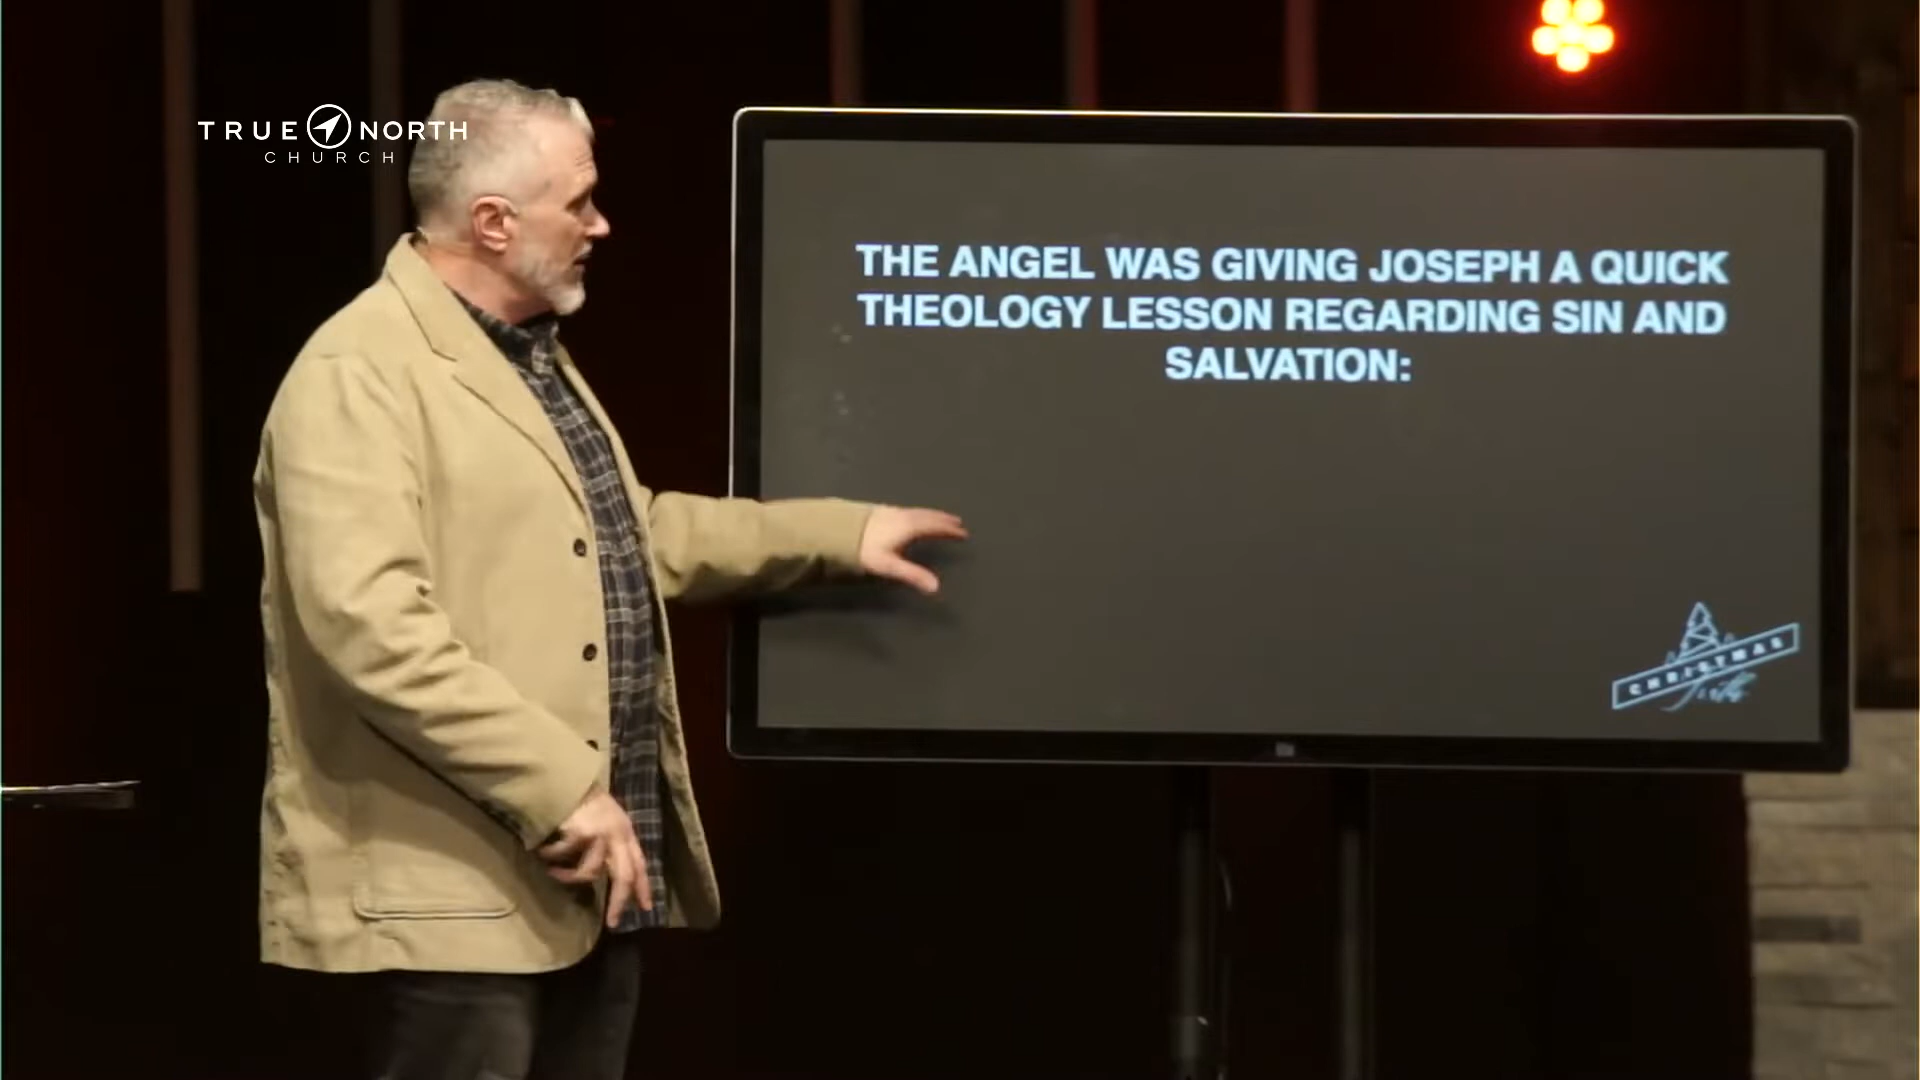 TRUE NORTH
CHURCH
THE ANGEL WAS GIVING JOSEPH A QUICK
THEOLOGY LESSON REGARDING SIN AND
SALVATION:
CHRISTMAS